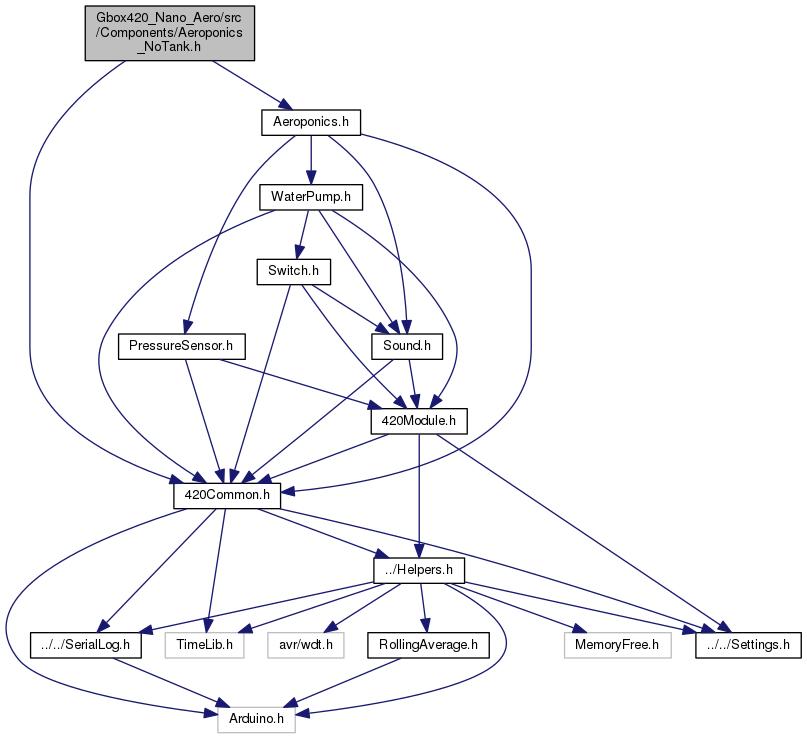 Gbox420_Nano_Aero/src
/Components/Aeroponics
_NoTank.h
Aeroponics.h
WaterPump.h
Switch.h
PressureSensor.h
Sound.h
420Module.h
420Common.h
../Helpers.h
../../SerialLog.h
TimeLib.h
avr/wdt.h
RollingAverage.h
MemoryFree.h
../../Settings.h
Arduino.h